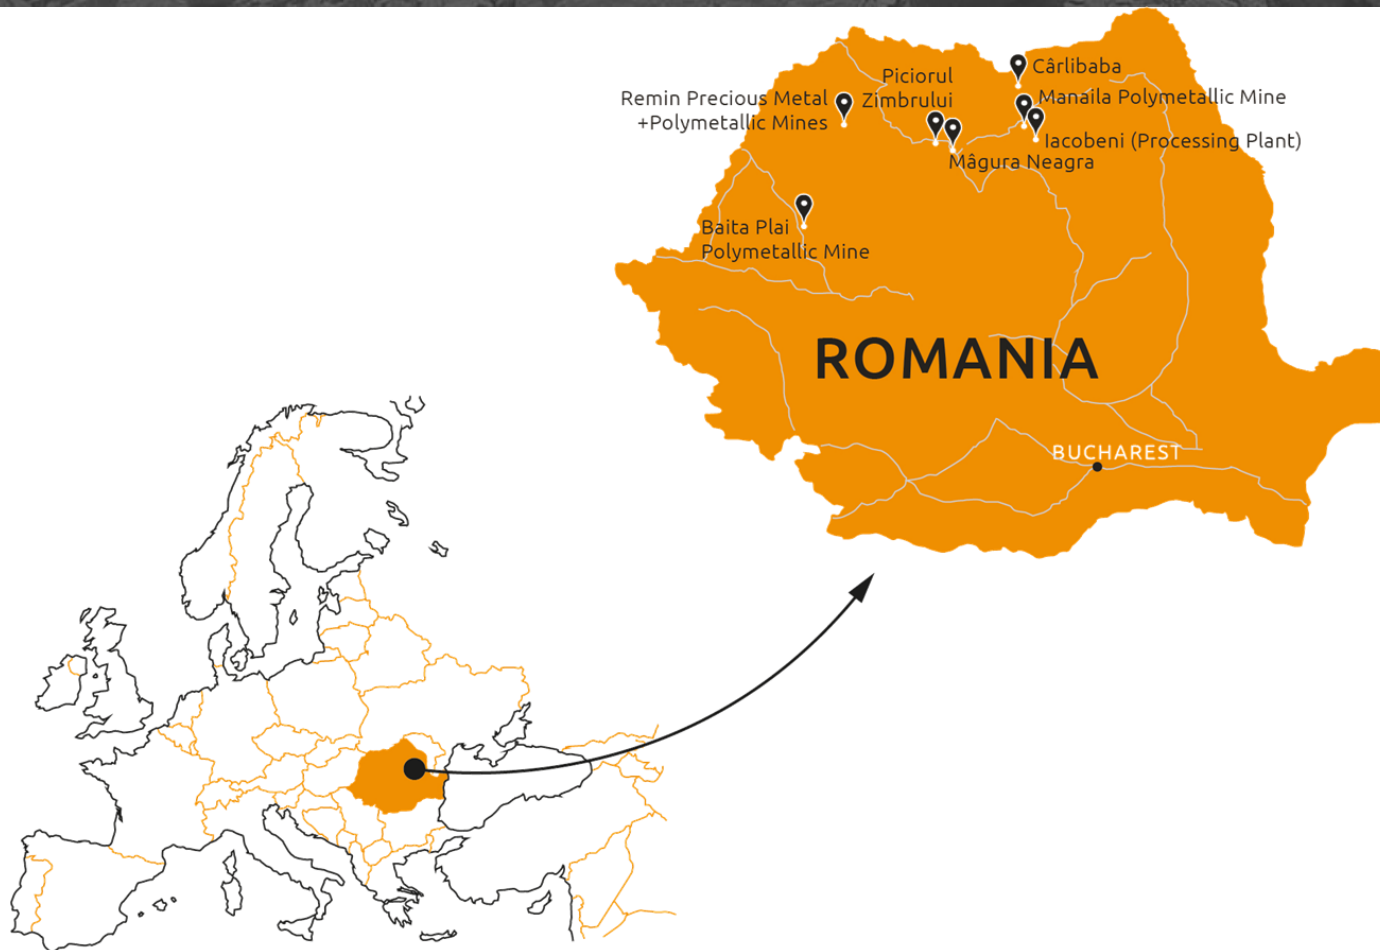 Piciorul
Zimbrului
Cârlibaba
Remin Precious Metal
+Polymetallic Mines
Manaila Polymetallic Mine
Iacobeni (Processing Plant)
Mâgura Neagra
Baita Plai
Polymetallic Mine
ROMANIA
BUCHAREST